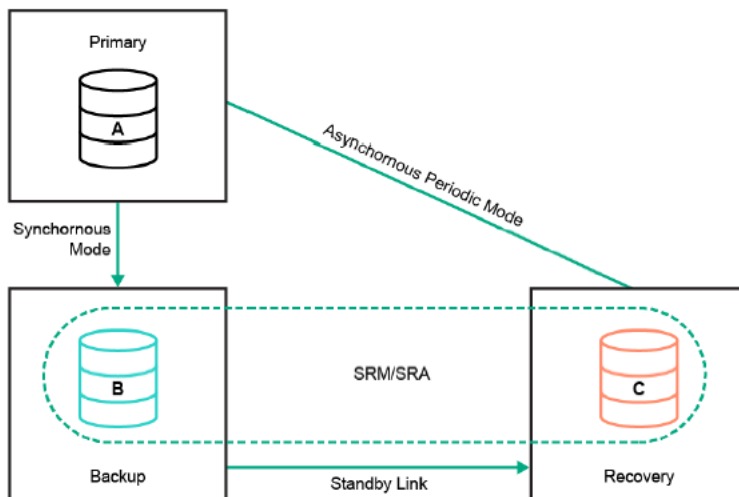 Primary
A
Asynchornous Periodic Mode
Synchornous
Mode
B
SRM/SRA
C
Backup
Standby Link
Recovery